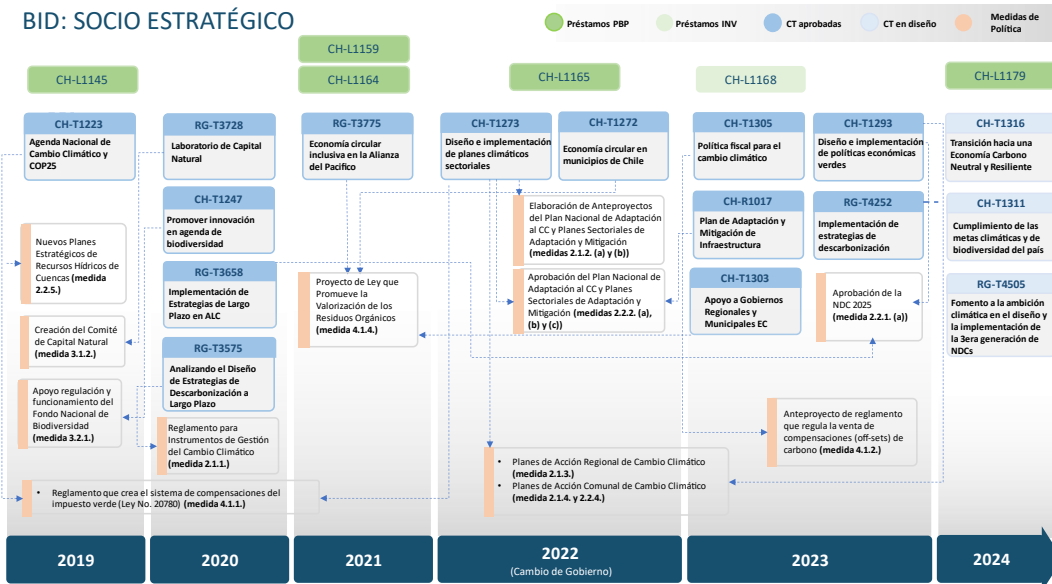 BID: SOCIO ESTRATÉGICO
Préstamos PBP
Préstamos INV
CT aprobadas
CT en diseño
Medidas de
Política
CH-L1145
CH-L1159
CH-L1164
CH-L1165
CH-L1168
CH-L1179
CH-T1223
Agenda Nacional de
Cambio Climático y
COP25
Nuevos Planes
Estratégicos de
Recursos Hídricos de
Cuencas (medida
2.2.5.)
Creación del Comité
de Capital Natural
(medida 3.1.2.)
Apoyo regulación y
funcionamiento del
Fondo Nacional de
Biodiversidad
(medida 3.2.1.)
• Reglamento que crea el sistema de compensaciones del
impuesto verde (Ley No. 20780) (medida 4.1.1.)
RG-T3728
Laboratorio de Capital
Natural
CH-T1247
Promover innovación
en agenda de
biodiversidad
RG-T3658
Implementación de
Estrategias de Largo
Plazo en ALC
RG-T3575
Analizando el Diseño
de Estrategias de
Descarbonización a
Largo Plazo
Reglamento para
Instrumentos de Gestión
del Cambio Climático
(medida 2.1.1.)
RG-T3775
Economía circular
inclusiva en la Alianza
del Pacifico
Proyecto de Ley que
Promueve la
Valorización de los
Residuos Orgánicos
(medida 4.1.4.)
CH-T1273
Diseño e implementación
de planes climáticos
sectoriales
CH-T1272
Economía circular en
municipios de Chile
Elaboración de Anteproyectos
del Plan Nacional de Adaptación
al CC y Planes Sectoriales de
Adaptación y Mitigación
(medidas 2.1.2. (a) y (b))
Aprobación del Plan Nacional de
Adaptación al CC y Planes
Sectoriales de Adaptación y
Mitigación (medidas 2.2.2. (a),
(b) y (c))
• Planes de Acción Regional de Cambio Climático
(medida 2.1.3.)
• Planes de Acción Comunal de Cambio Climático
(medida 2.1.4. y 2.2.4.)
CH-T1305
Política fiscal para el
cambio climático
CH-R1017
Plan de Adaptación y
Mitigación de
Infraestructura
CH-T1303
Apoyo a Gobiernos
Regionales y
Municipales EC
CH-T1293
Diseño e implementación
de políticas económicas
verdes
RG-T4252
Implementación de
estrategias de
descarbonización
Aprobación de la
NDC 2025
(medida 2.2.1. (a))
Anteproyecto de reglamento
que regula la venta de
compensaciones (off-sets) de
carbono (medida 4.1.2.)
CH-T1316
Transición hacia una
Economía Carbono
Neutral y Resiliente
CH-T1311
Cumplimiento de las
metas climáticas y de
biodiversidad del país
RG-T4505
Fomento a la ambición
climática en el diseño y
la implementación de
la 3era generación de
NDCs
2019
2020
2021
2022
(Cambio de Gobierno)
2023
2024